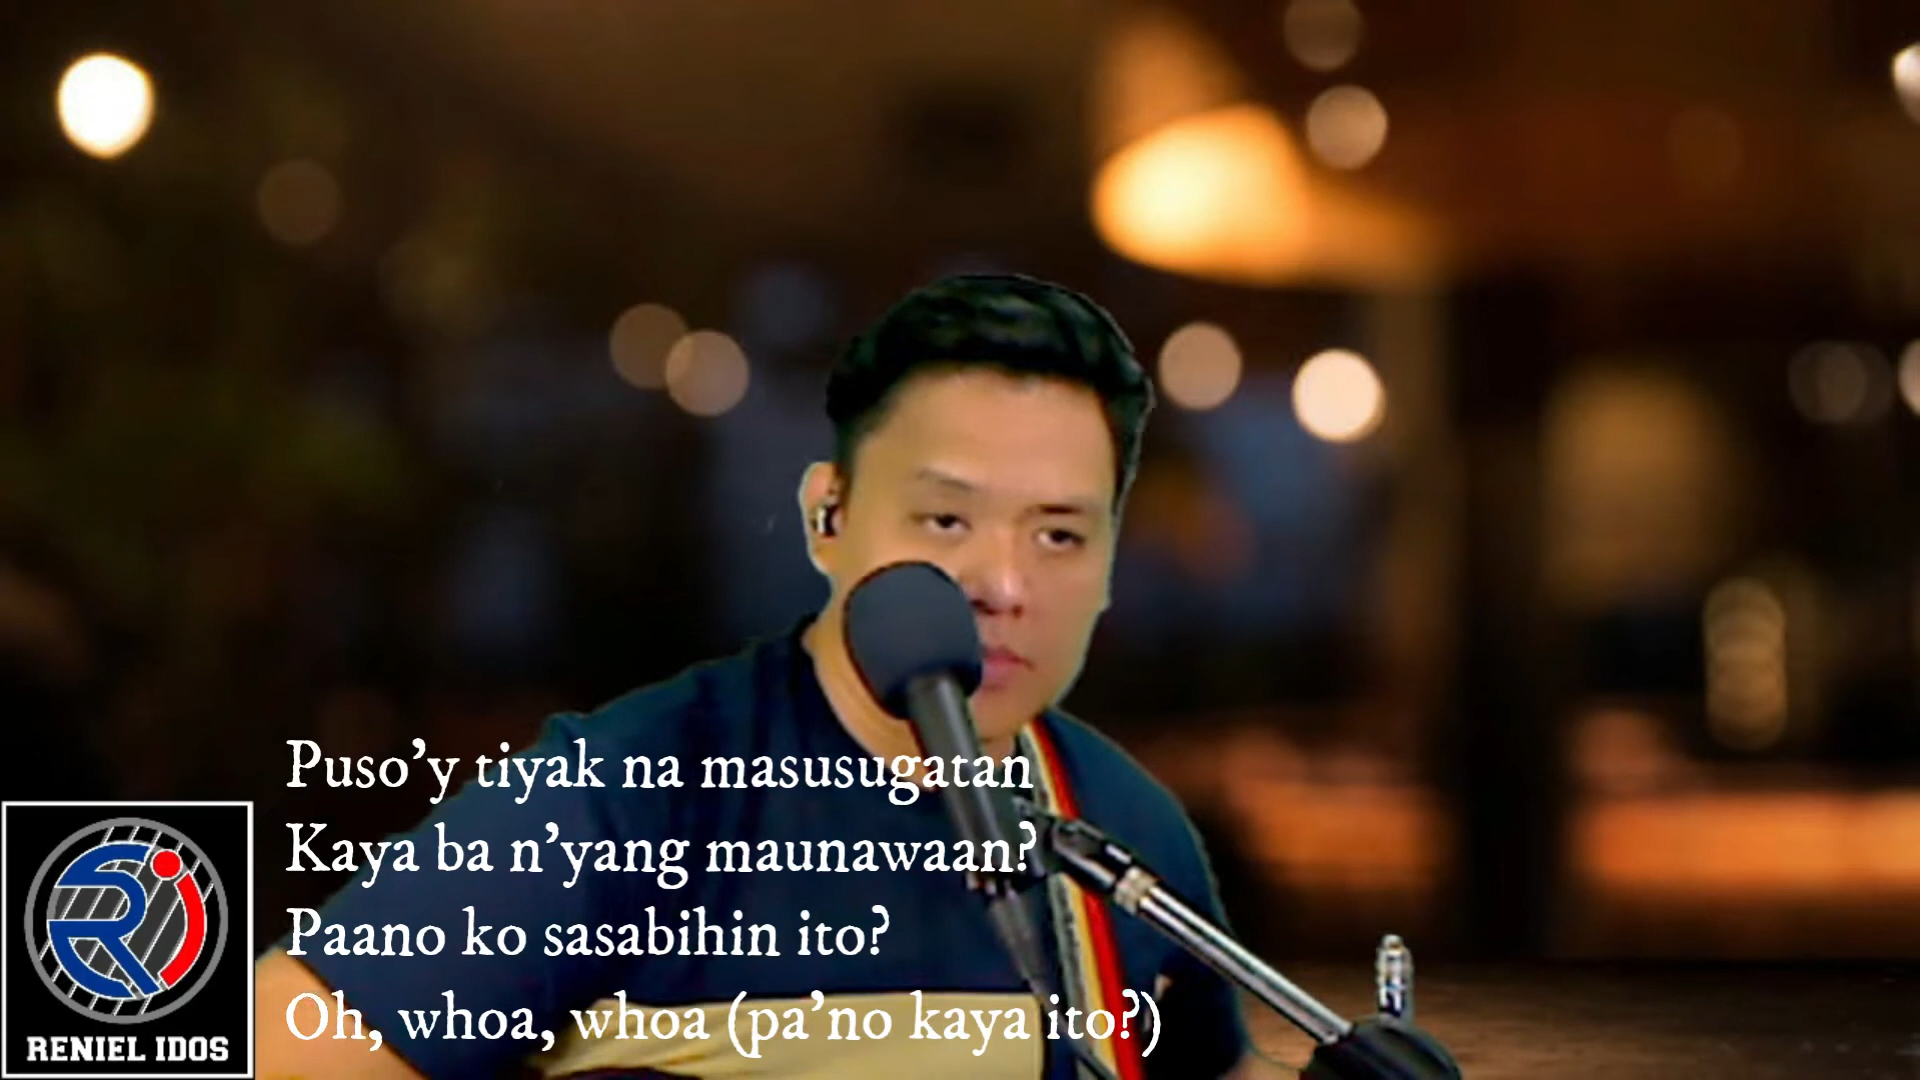 Puso'y tiyak na masusugatan
Kaya ba n'yang maunawaan?
Paano ko sasabihin ito?
Oh, whoa, whoa (pa'no kaya ito?)
RJ
RENIEL IDOS